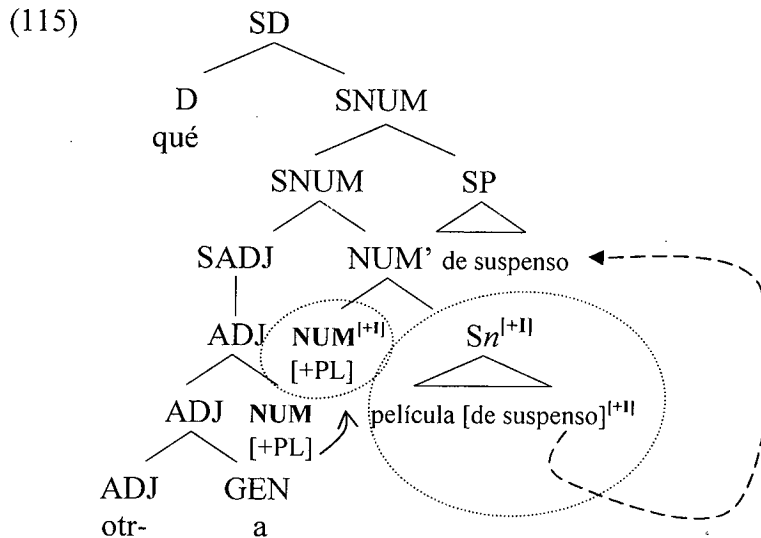 (115) SD
D SNUM
qué
SNUM SP
SADJ NUM' de suspenso
ADJ NUM[+I] Sn[+I]
[+PL]
ADJ NUM película [de suspenso][+I]
[+PL]
ADJ GEN
otr- a